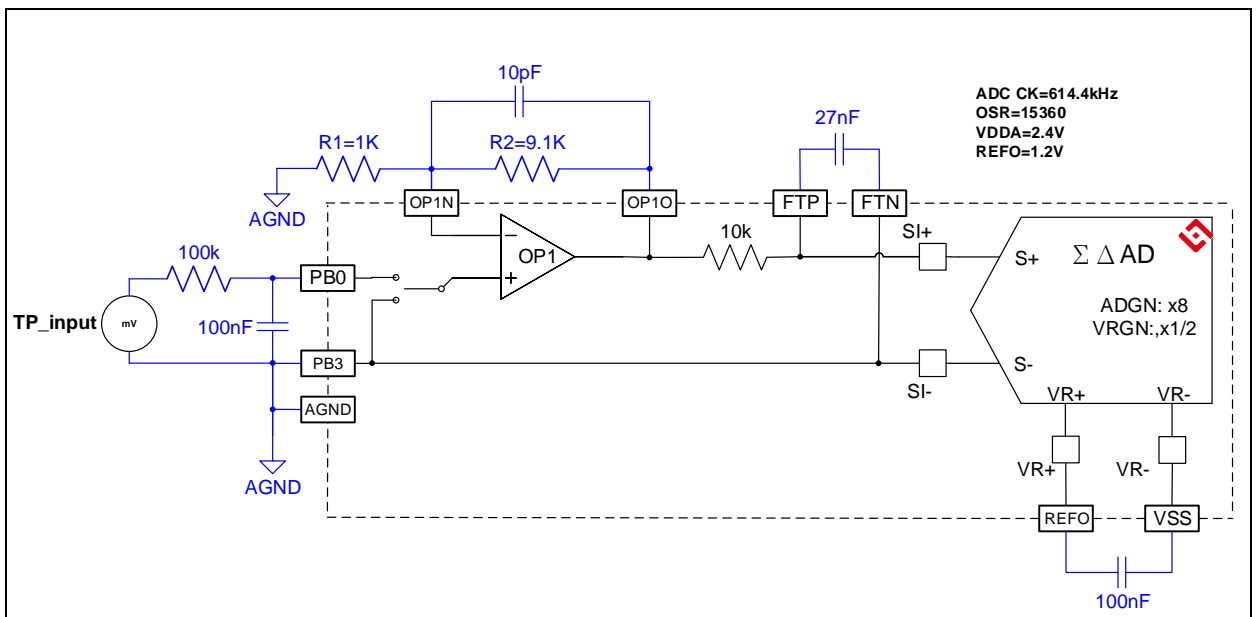 10pF
ADC CK=614.4kHz
OSR=15360
VDDA=2.4V
REFO=1.2V
27nF
R1=1K
R2=9.1K
AGND
OP1N
OP1O
FTP
FTN
100k
10k
SI+
OP1
S+
Σ Δ AD
PB0
TP_input
mV
100nF
ADGN: x8
VRGN:,x1/2
PB3
S-
SI-
AGND
VR+
VR-
AGND
VR+
VR-
REFO
VSS
100nF